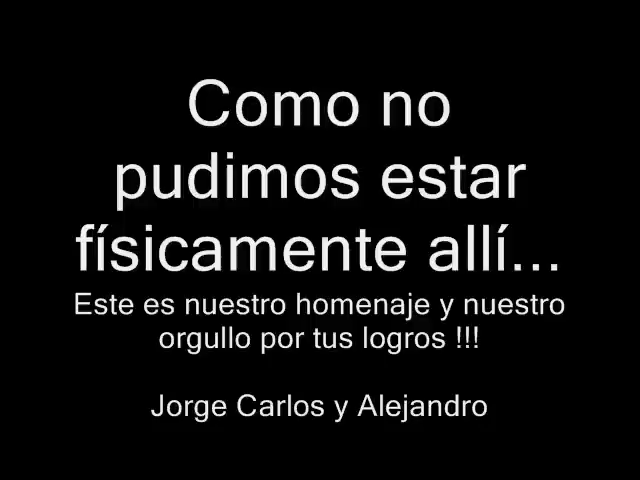 Como no
pudimos estar
físicamente allí...
Este es nuestro homenaje y nuestro
orgullo por tus logros !!!
Jorge Carlos y Alejandro